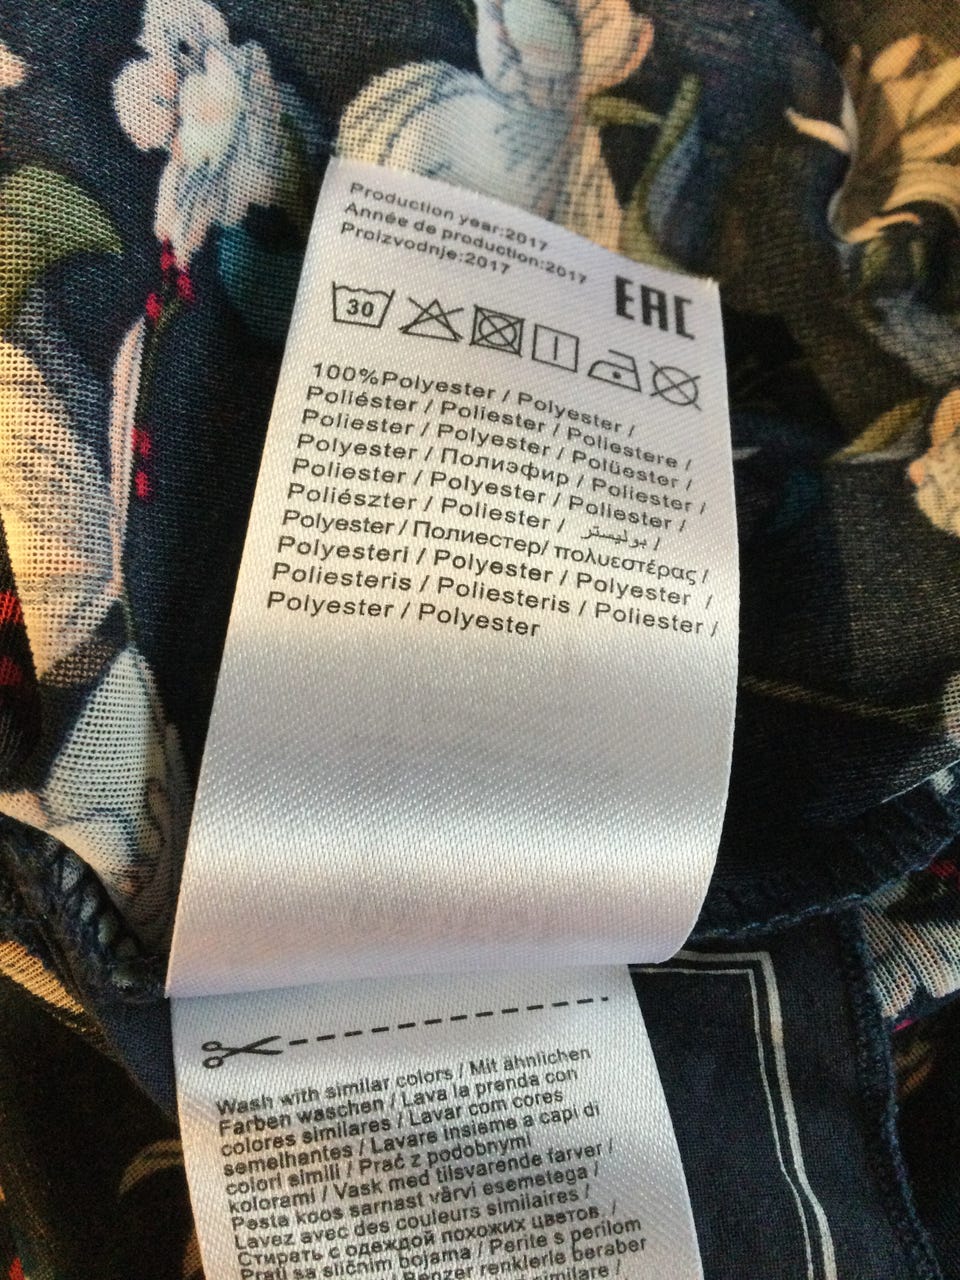 Production year:2017
Année de production:2017
Proizvodnje:2017
EAC
30
100%Polyester / Polyester /
Poliéster / Poliester / Poliestere /
Poliester / Polyester / Polüester /
Polyester / Полиэфир / Poliester /
Poliester / Polyester / Poliester /
Poliészter / Poliester / بوليستر /
Polyester / Полиестер/ πολυεστέρας /
Polyesteri / Polyester / Polyester /
Poliesteris / Poliesteris / Poliester /
Polyester / Polyester
Wash with similar colors / Mit ähnlichen
Farben waschen / Lava la prenda con
colores similares / Lavar com cores
semelhantes / Lavare insieme a capi di
colori simili / Prać z podobnymi
kolorami / Vask med tilsvarende farver /
Pesta koos sarnast värvi esemetega /
Lavez avec des couleurs similaires /
Стирать с одеждой похожих цветов. /
Prati sa sličnim bojama / Perite s perilom
Benzer renklerle beraber
similare /